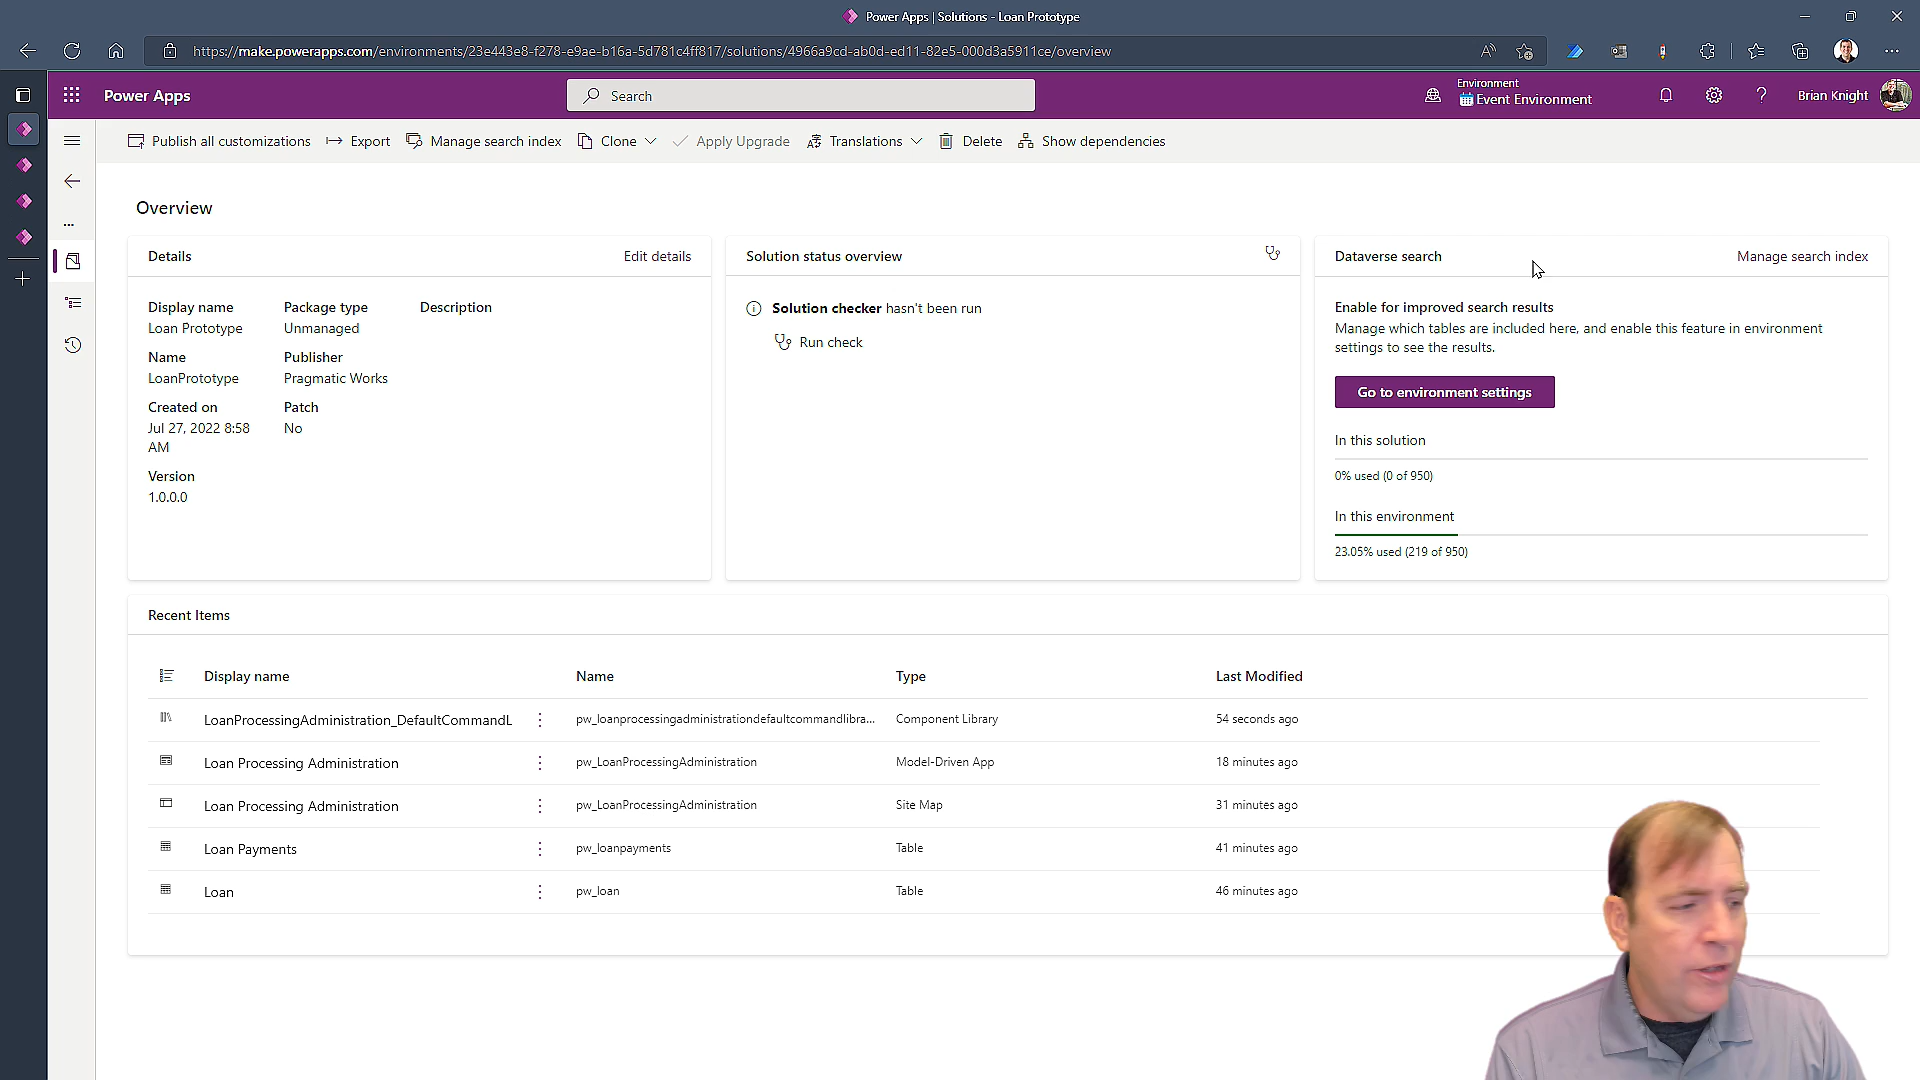 Power Apps | Solutions - Loan Prototype
https://make.powerapps.com/environments/23e443e8-f278-e9ae-b16a-5d781c4ff817/solutions/4966a9cd-ab0d-ed11-82e5-000d3a5911ce/overview
Power Apps
Search
Environment
Event Environment
Brian Knight
Publish all customizations
Export
Manage search index
Clone
Apply Upgrade
Translations
Delete
Show dependencies
Overview
Details
Edit details
Display name
Loan Prototype
Package type
Unmanaged
Description
Name
LoanPrototype
Publisher
Pragmatic Works
Created on
Jul 27, 2022 8:58
AM
Patch
No
Version
1.0.0.0
Solution status overview
Solution checker hasn't been run
Run check
Dataverse search
Manage search index
Enable for improved search results
Manage which tables are included here, and enable this feature in environment
settings to see the results.
Go to environment settings
In this solution
0% used (0 of 950)
In this environment
23.05% used (219 of 950)
Recent Items
Display name Name Type Last Modified
LoanProcessingAdministration_DefaultCommandL pw_loanprocessingadministrationdefaultcommandlibra... Component Library 54 seconds ago
Loan Processing Administration pw_LoanProcessingAdministration Model-Driven App 18 minutes ago
Loan Processing Administration pw_LoanProcessingAdministration Site Map 31 minutes ago
Loan Payments pw_loanpayments Table 41 minutes ago
Loan pw_loan Table 46 minutes ago